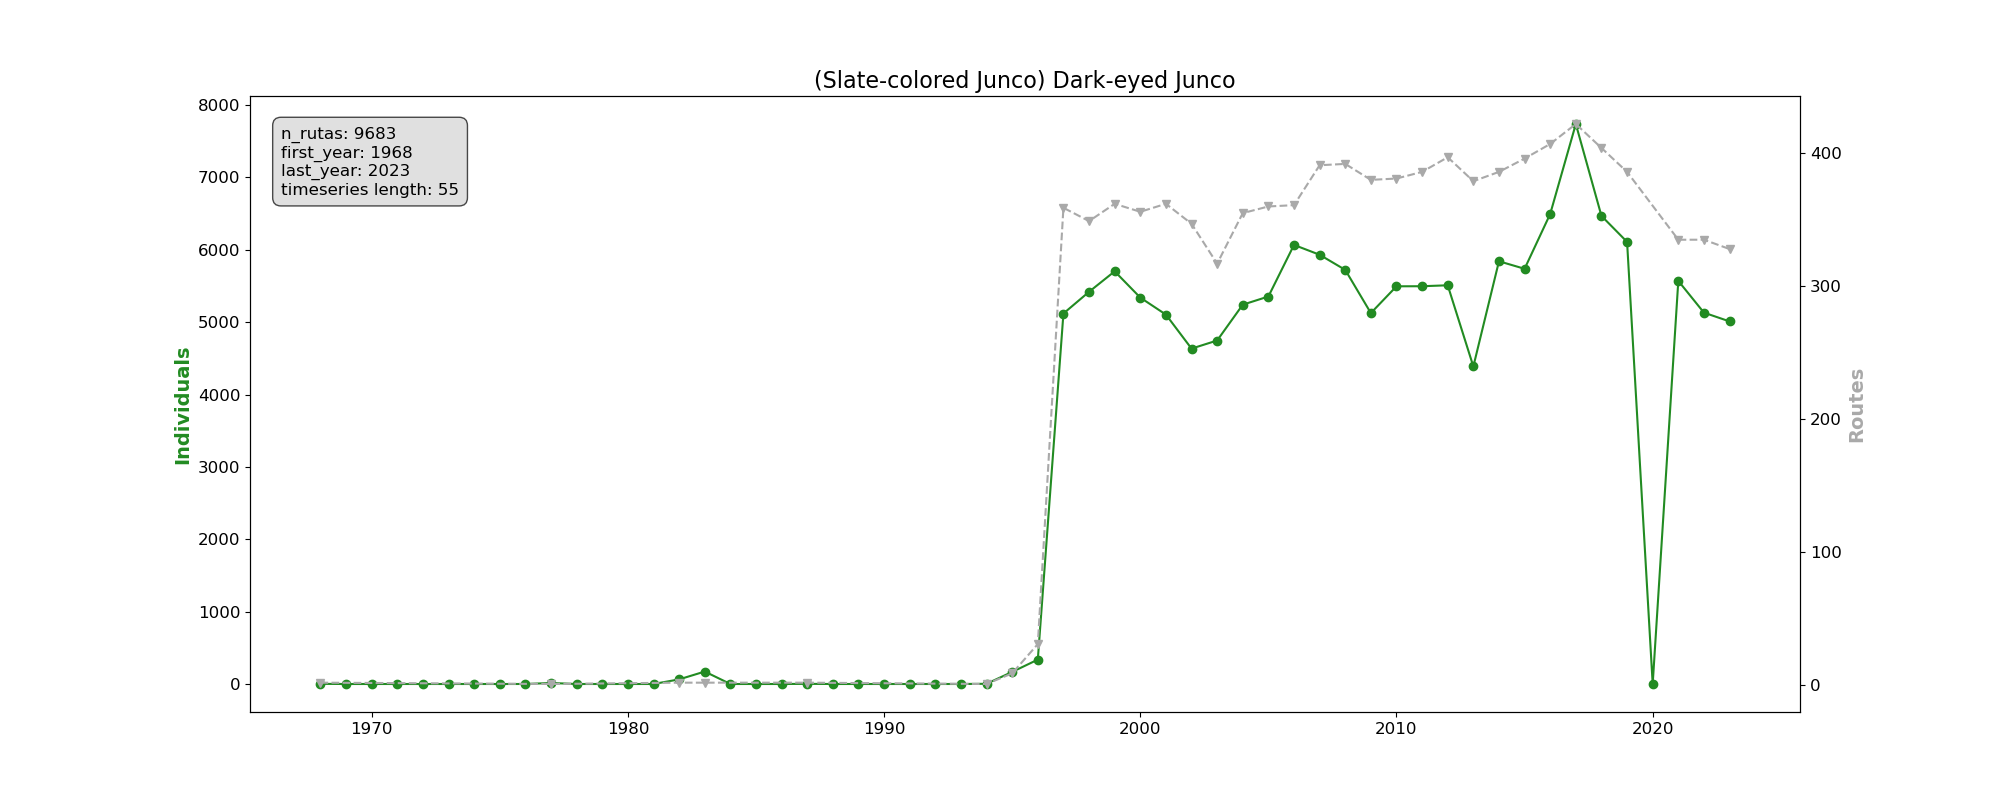 (Slate-colored Junco) Dark-eyed Junco
n_rutas: 9683
first_year: 1968
last_year: 2023
timeseries length: 55
8000
7000
6000
5000
4000
3000
2000
1000
0
Individuals
400
300
200
100
0
Routes
1970
1980
1990
2000
2010
2020